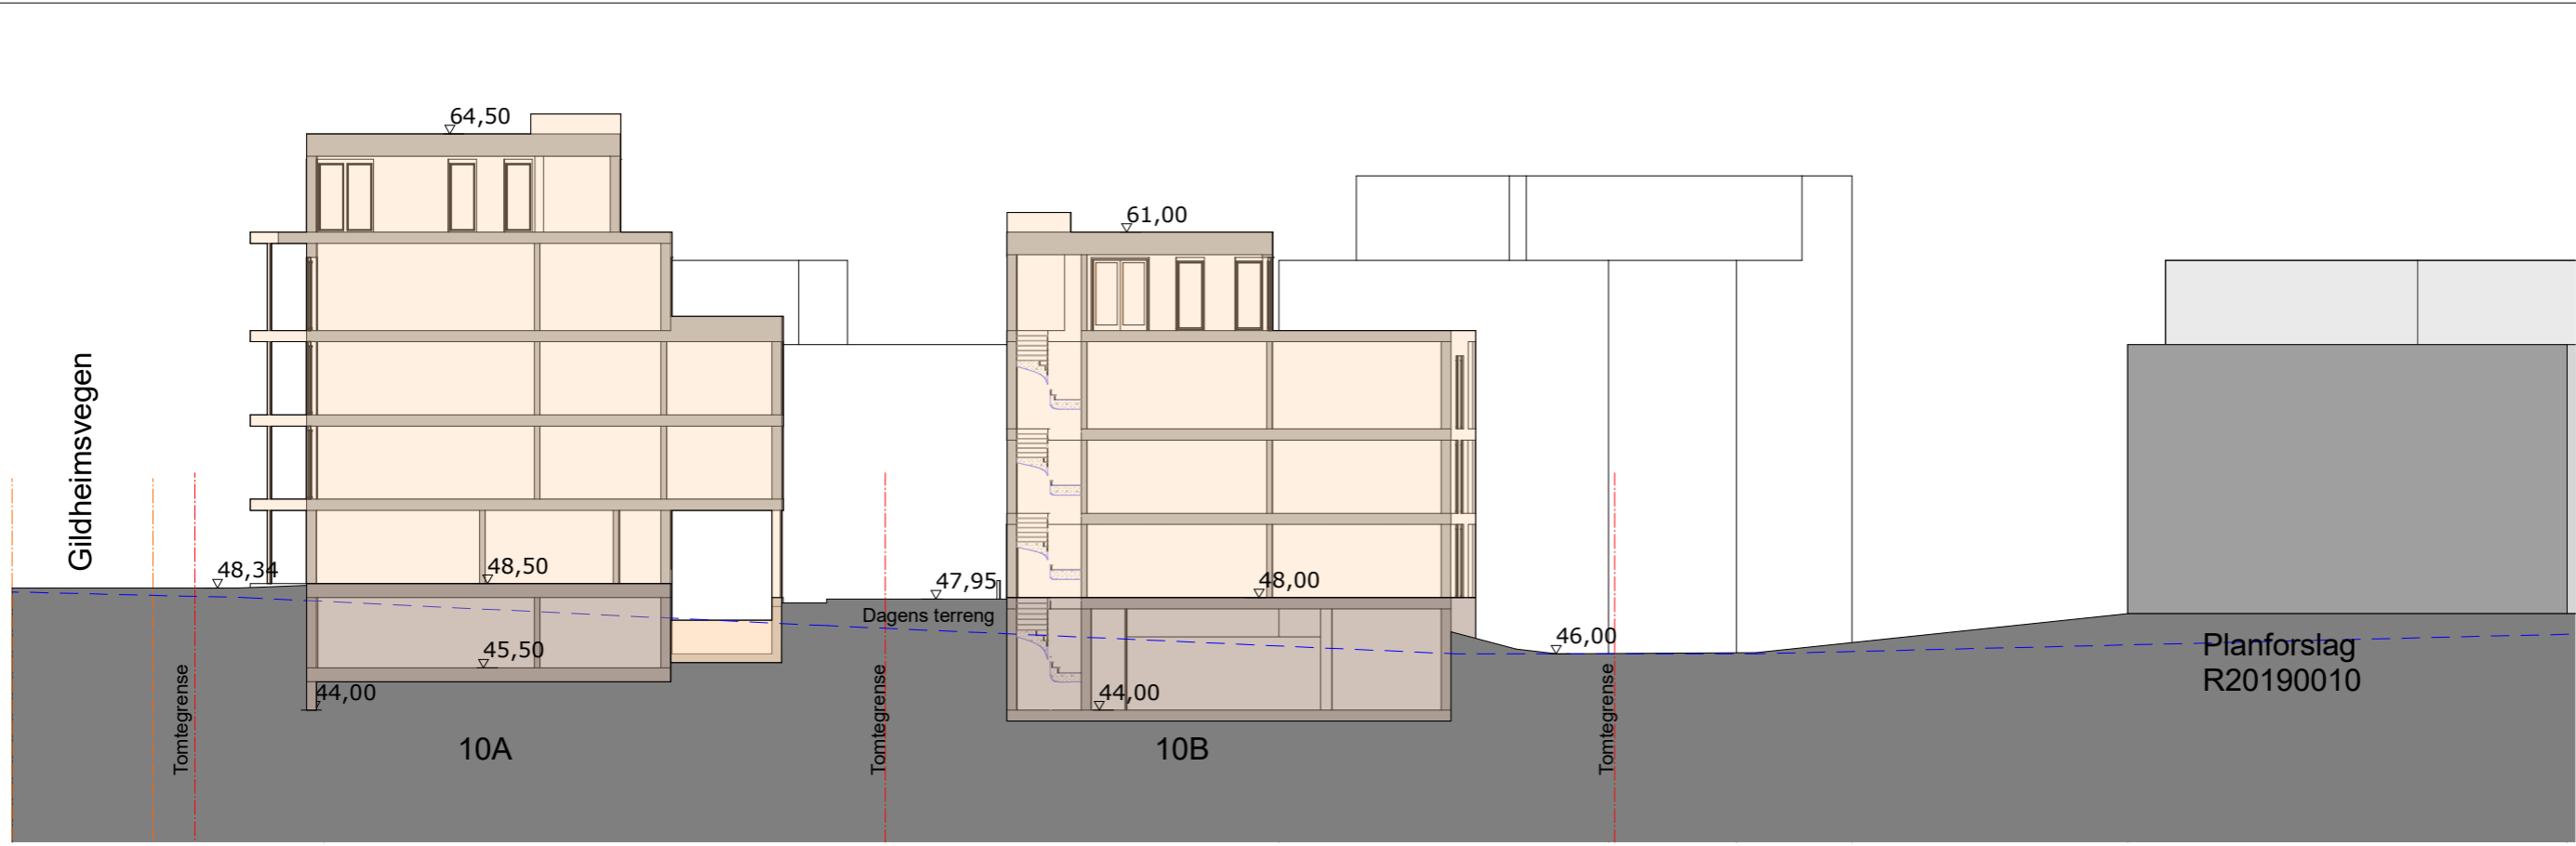 64,50
61,00
Gildheimsvegen
48,34
48,50
47,95
48,00
Dagens terreng
45,50
46,00
44,00
44,00
Planforslag
R20190010
Tomtegrense
Tomtegrense
Tomtegrense
10A
10B